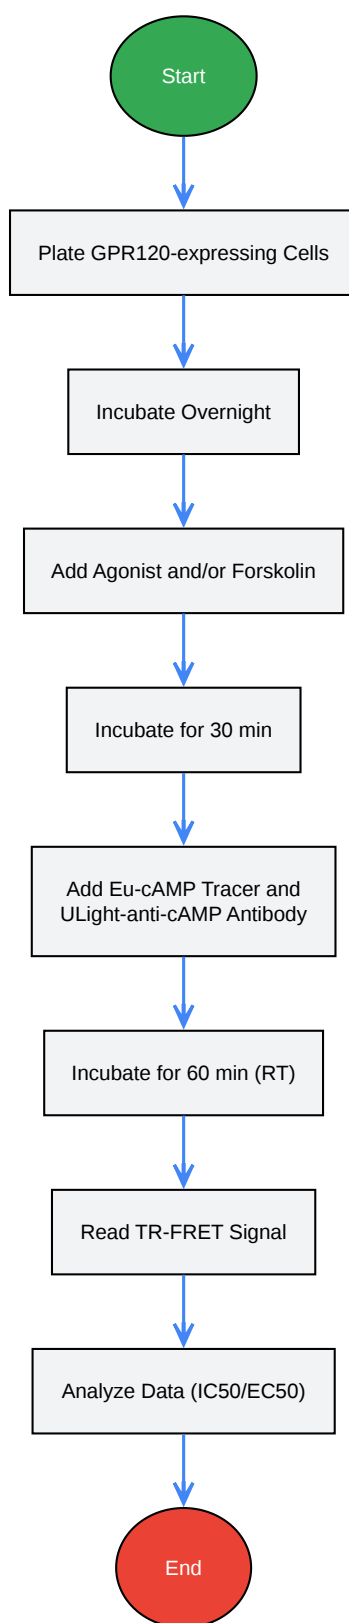 Start
Plate GPR120-expressing Cells
Incubate Overnight
Add Agonist and/or Forskolin
Incubate for 30 min
Add Eu-cAMP Tracer and
ULight-anti-cAMP Antibody
Incubate for 60 min (RT)
Read TR-FRET Signal
Analyze Data (IC50/EC50)
End